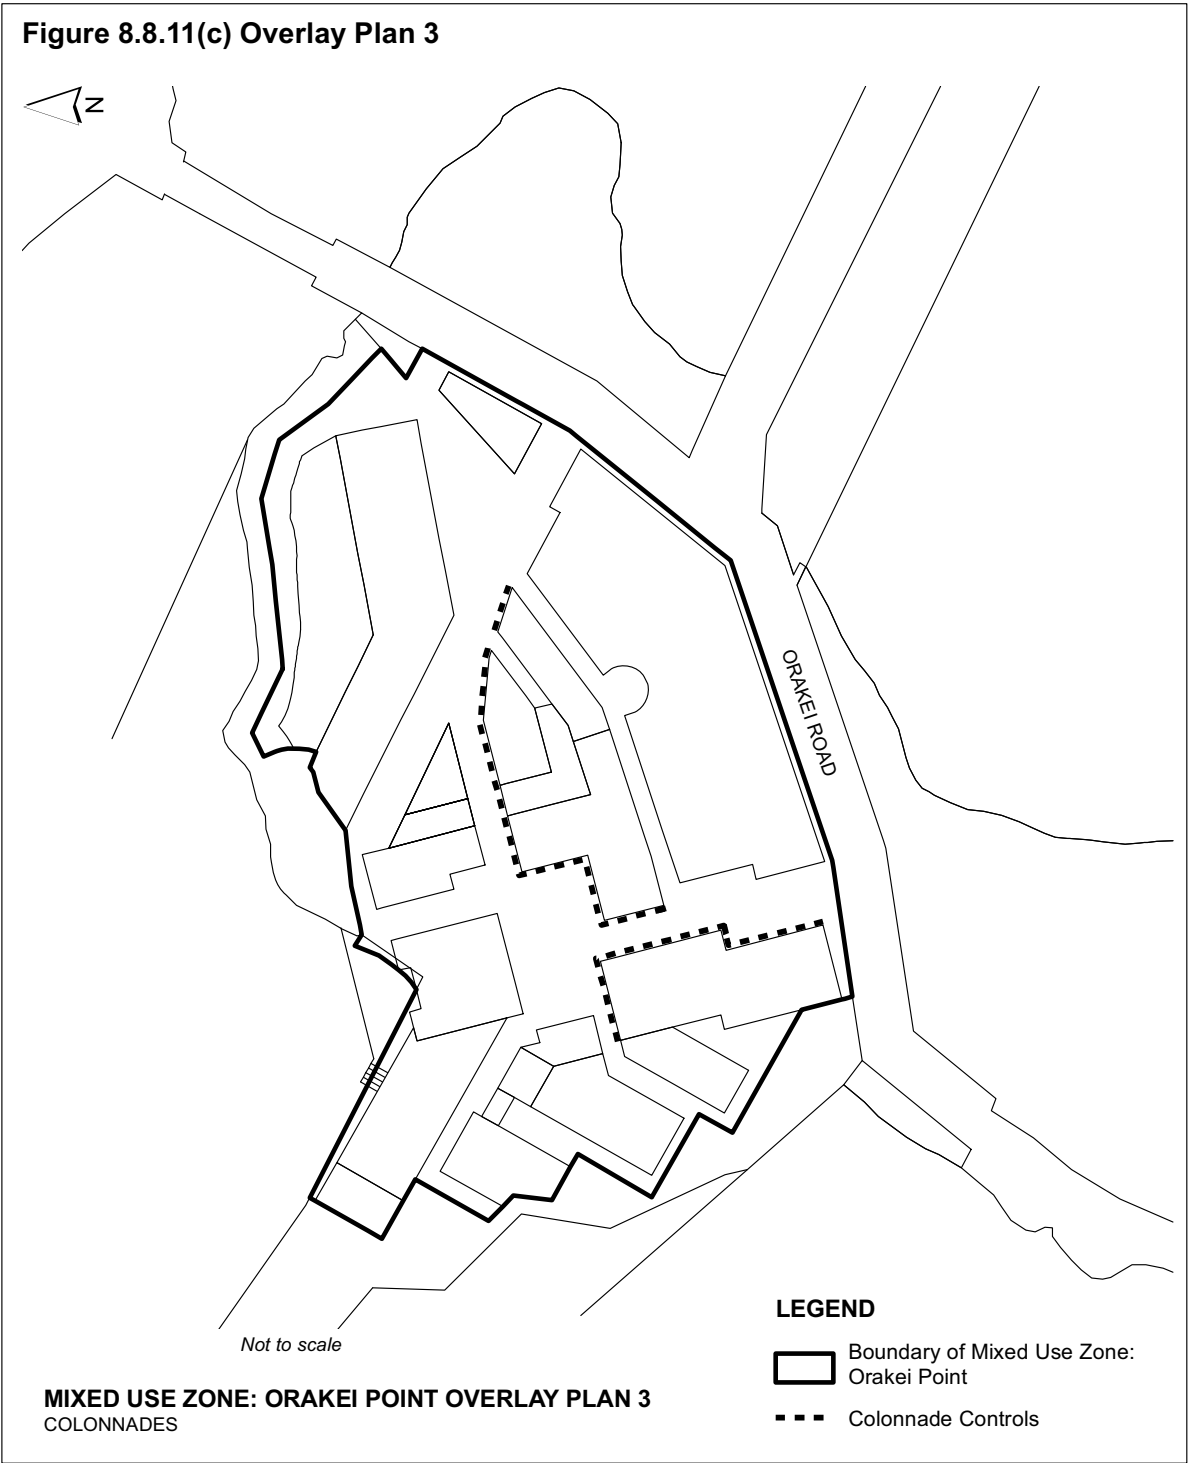 Figure 8.8.11(c) Overlay Plan 3
N
ORAKEI ROAD
Not to scale
MIXED USE ZONE: ORAKEI POINT OVERLAY PLAN 3
COLONNADES
LEGEND
Boundary of Mixed Use Zone:
Orakei Point
Colonnade Controls